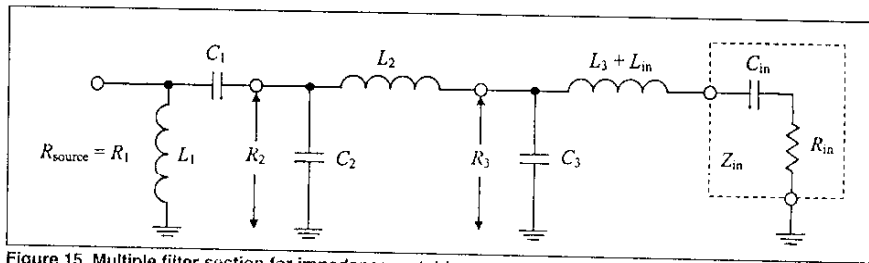 C1
L2
L3 + Lin
Cin
Rsource = R1
L1
R2
C2
R3
C3
Zin
Rin
Figure 15. Multiple filter section for impedance